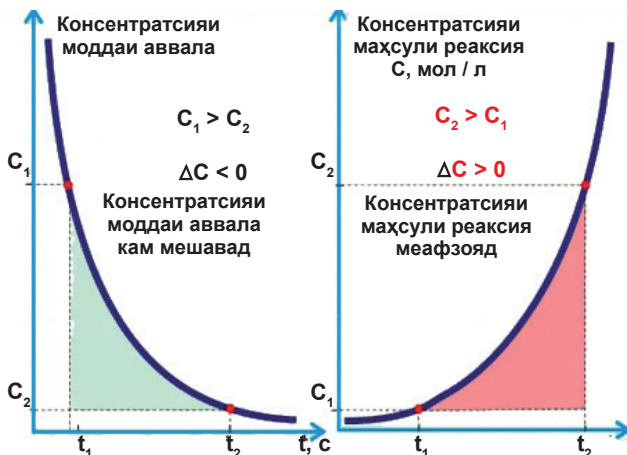 Консентратсияи
моддаи аввала
C₁ > C₂
ΔC < 0
Консентратсияи
моддаи аввала
кам мешавад
C₁
C₂
t₁
t₂
t, c
Консентратсияи
маҳсули реаксия
С, мол / л
C₂ > C₁
ΔC > 0
Консентратсияи
маҳсули реаксия
меафзояд
C₂
C₁
t₁
t₂